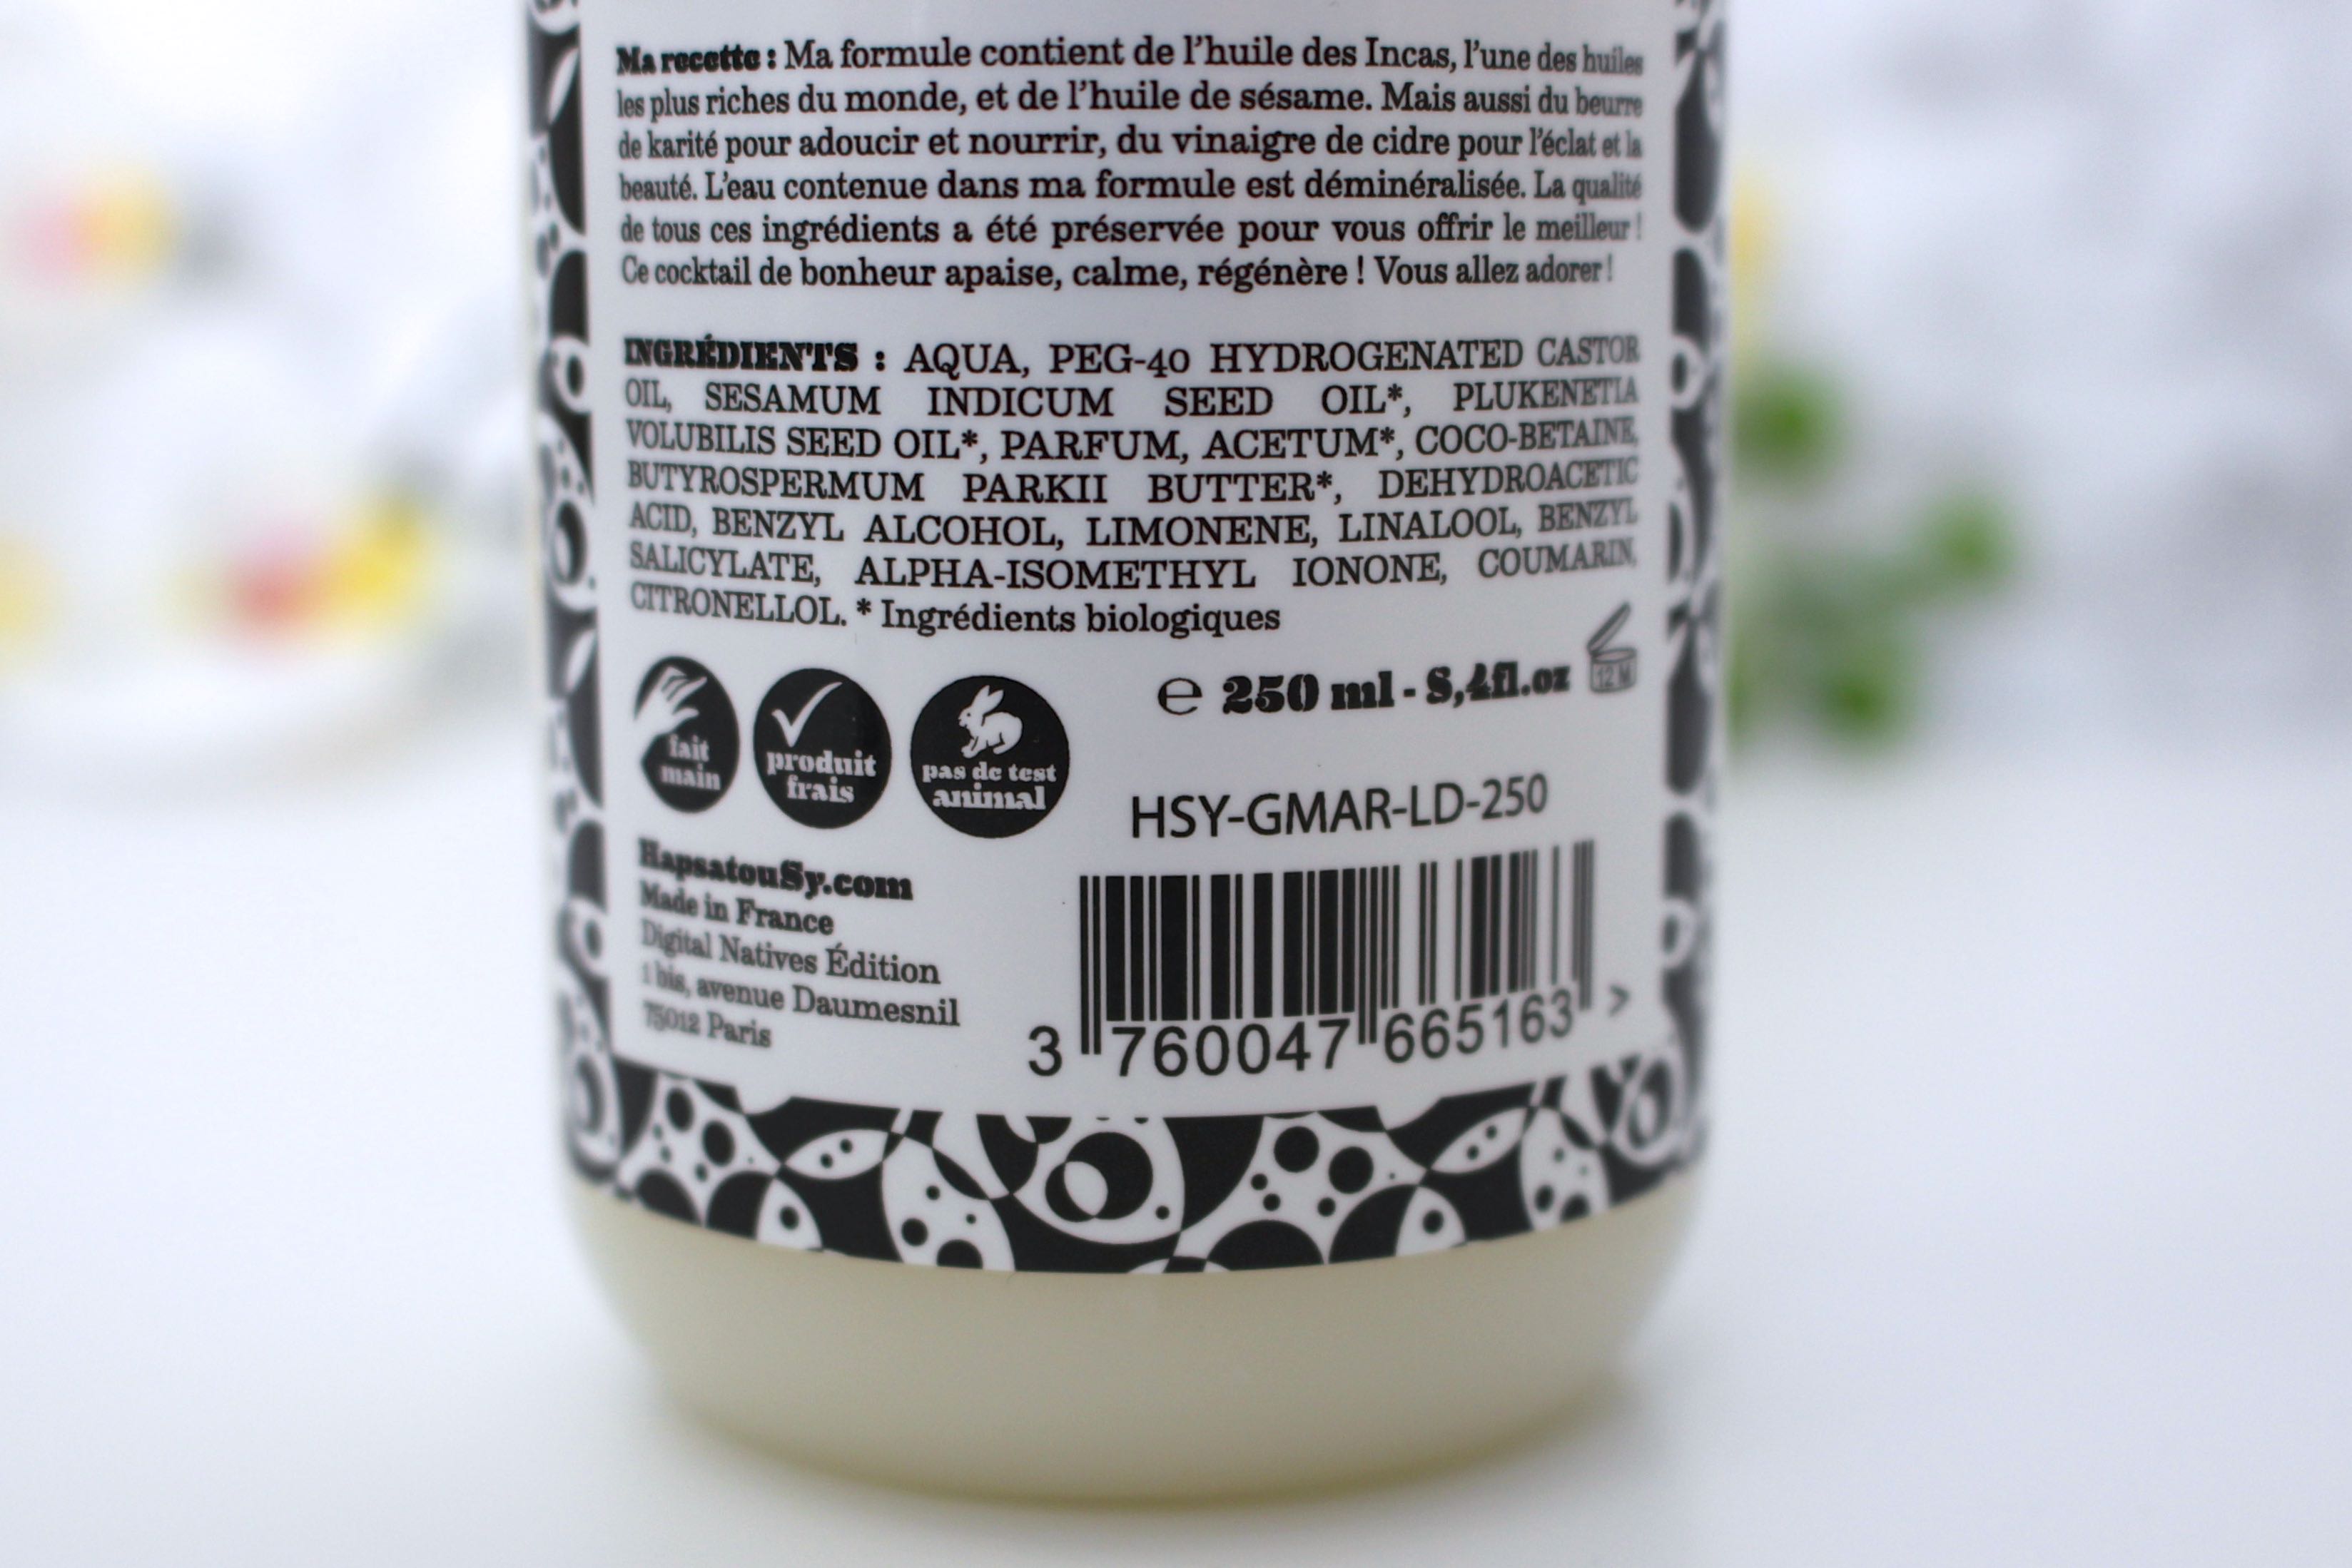 Ma recette : Ma formule contient de l'huile des Incas, l'une des huiles
les plus riches du monde, et de l'huile de sésame. Mais aussi du beurre
de karité pour adoucir et nourrir, du vinaigre de cidre pour l'éclat et la
beauté. L'eau contenue dans ma formule est déminéralisée. La qualité
de tous ces ingrédients a été préservée pour vous offrir le meilleur !
Ce cocktail de bonheur apaise, calme, régénère ! Vous allez adorer !
INGRÉDIENTS : AQUA, PEG-40 HYDROGENATED CASTOR
OIL, SESAMUM INDICUM SEED OIL*, PLUKENETIA
VOLUBILIS SEED OIL*, PARFUM, ACETUM*, COCO-BETAINE,
BUTYROSPERMUM PARKII BUTTER*, DEHYDROACETIC
ACID, BENZYL ALCOHOL, LIMONENE, LINALOOL, BENZYL
SALICYLATE, ALPHA-ISOMETHYL IONONE, COUMARIN,
CITRONELLOL. * Ingrédients biologiques
fait
main
produit
frais
pas de test
animal
℮ 250 ml - 8,4fl.oz
12 M
HSY-GMAR-LD-250
HapsatouSy.com
Made in France
Digital Natives Édition
1 bis, avenue Daumesnil
75012 Paris
3 760047 665163 >